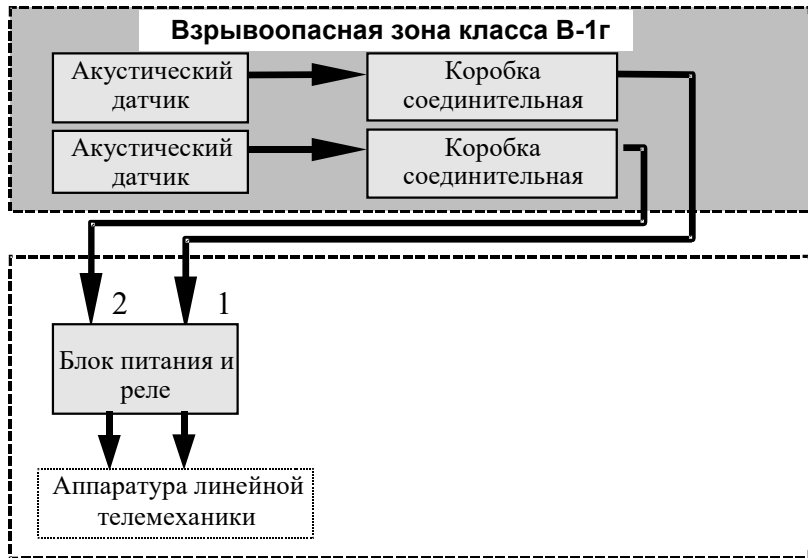 Взрывоопасная зона класса В-1г
Акустический
датчик
Коробка
соединительная
Акустический
датчик
Коробка
соединительная
2
1
Блок питания и
реле
Аппаратура линейной
телемеханики